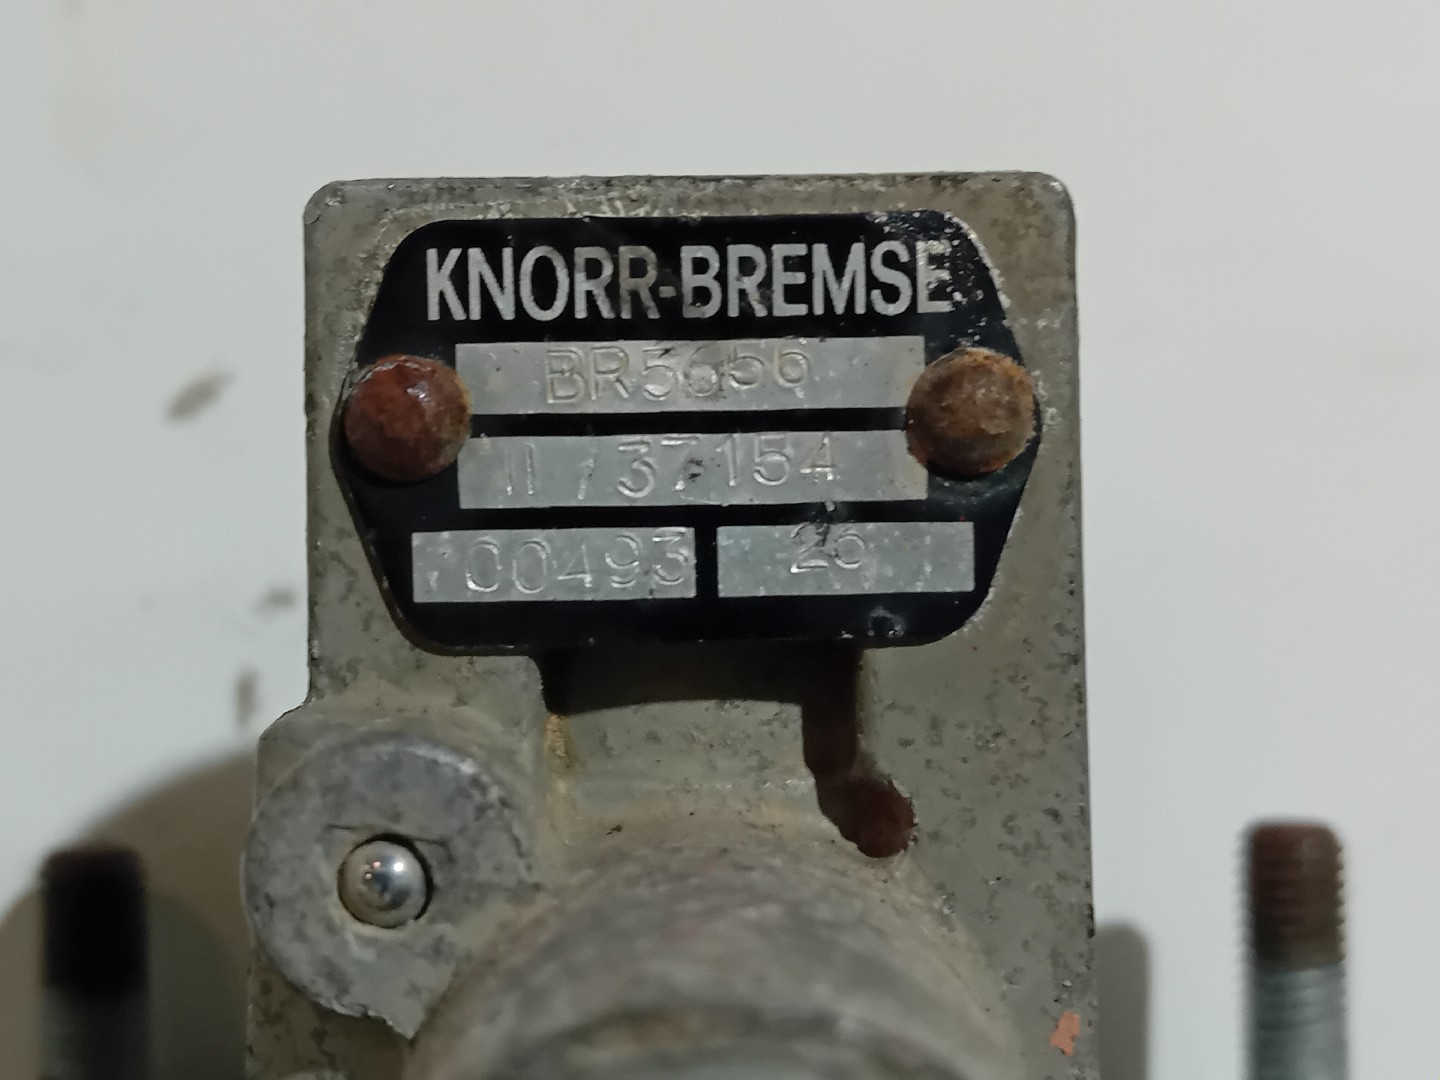 KNORR-BREMSE
BR5656
II/37154
00493 26